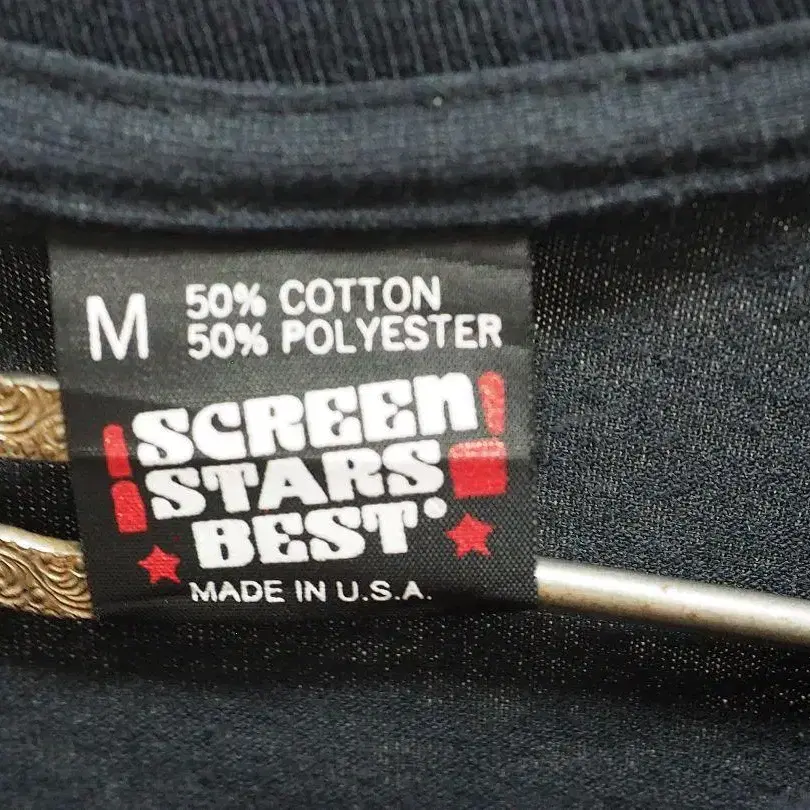 M 50% COTTON
50% POLYESTER
SCREEN
STARS
BEST®
MADE IN U.S.A.